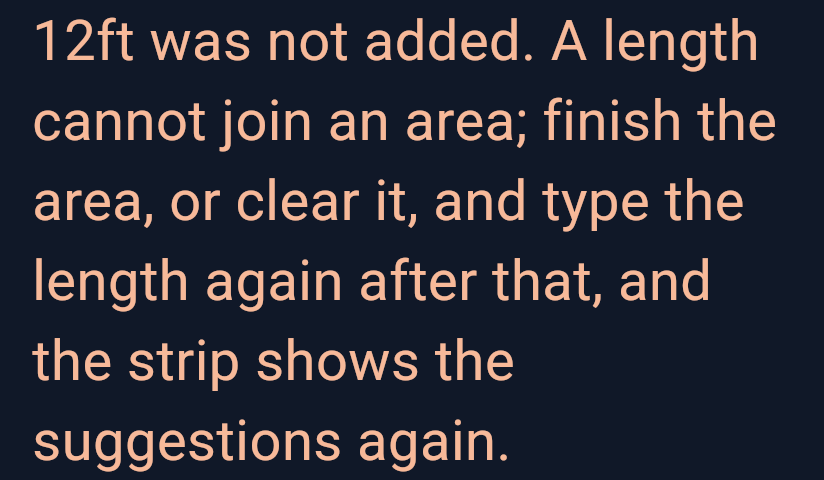 12ft was not added. A length
cannot join an area; finish the
area, or clear it, and type the
length again after that, and
the strip shows the
suggestions again.